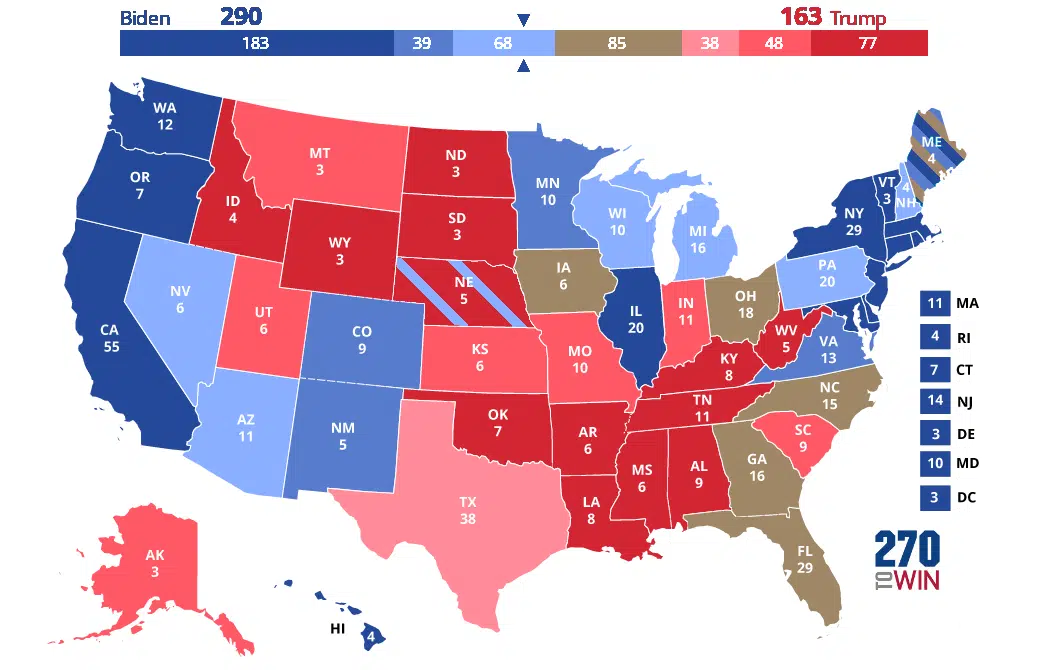 Biden 290 163 Trump
183 39 68 85 38 48 77
WA
12
OR
7
CA
55
NV
6
ID
4
MT
3
WY
3
UT
6
AZ
11
CO
9
NM
5
ND
3
SD
3
NE
5
KS
6
OK
7
TX
38
MN
10
IA
6
MO
10
AR
6
LA
8
WI
10
IL
20
MI
16
IN
11
OH
18
KY
8
TN
11
MS
6
AL
9
GA
16
FL
29
SC
9
NC
15
VA
13
WV
5
PA
20
NY
29
VT
3
4
NH
ME
4
11 MA
4 RI
7 CT
14 NJ
3 DE
10 MD
3 DC
AK
3
HI
4
270
TO WIN